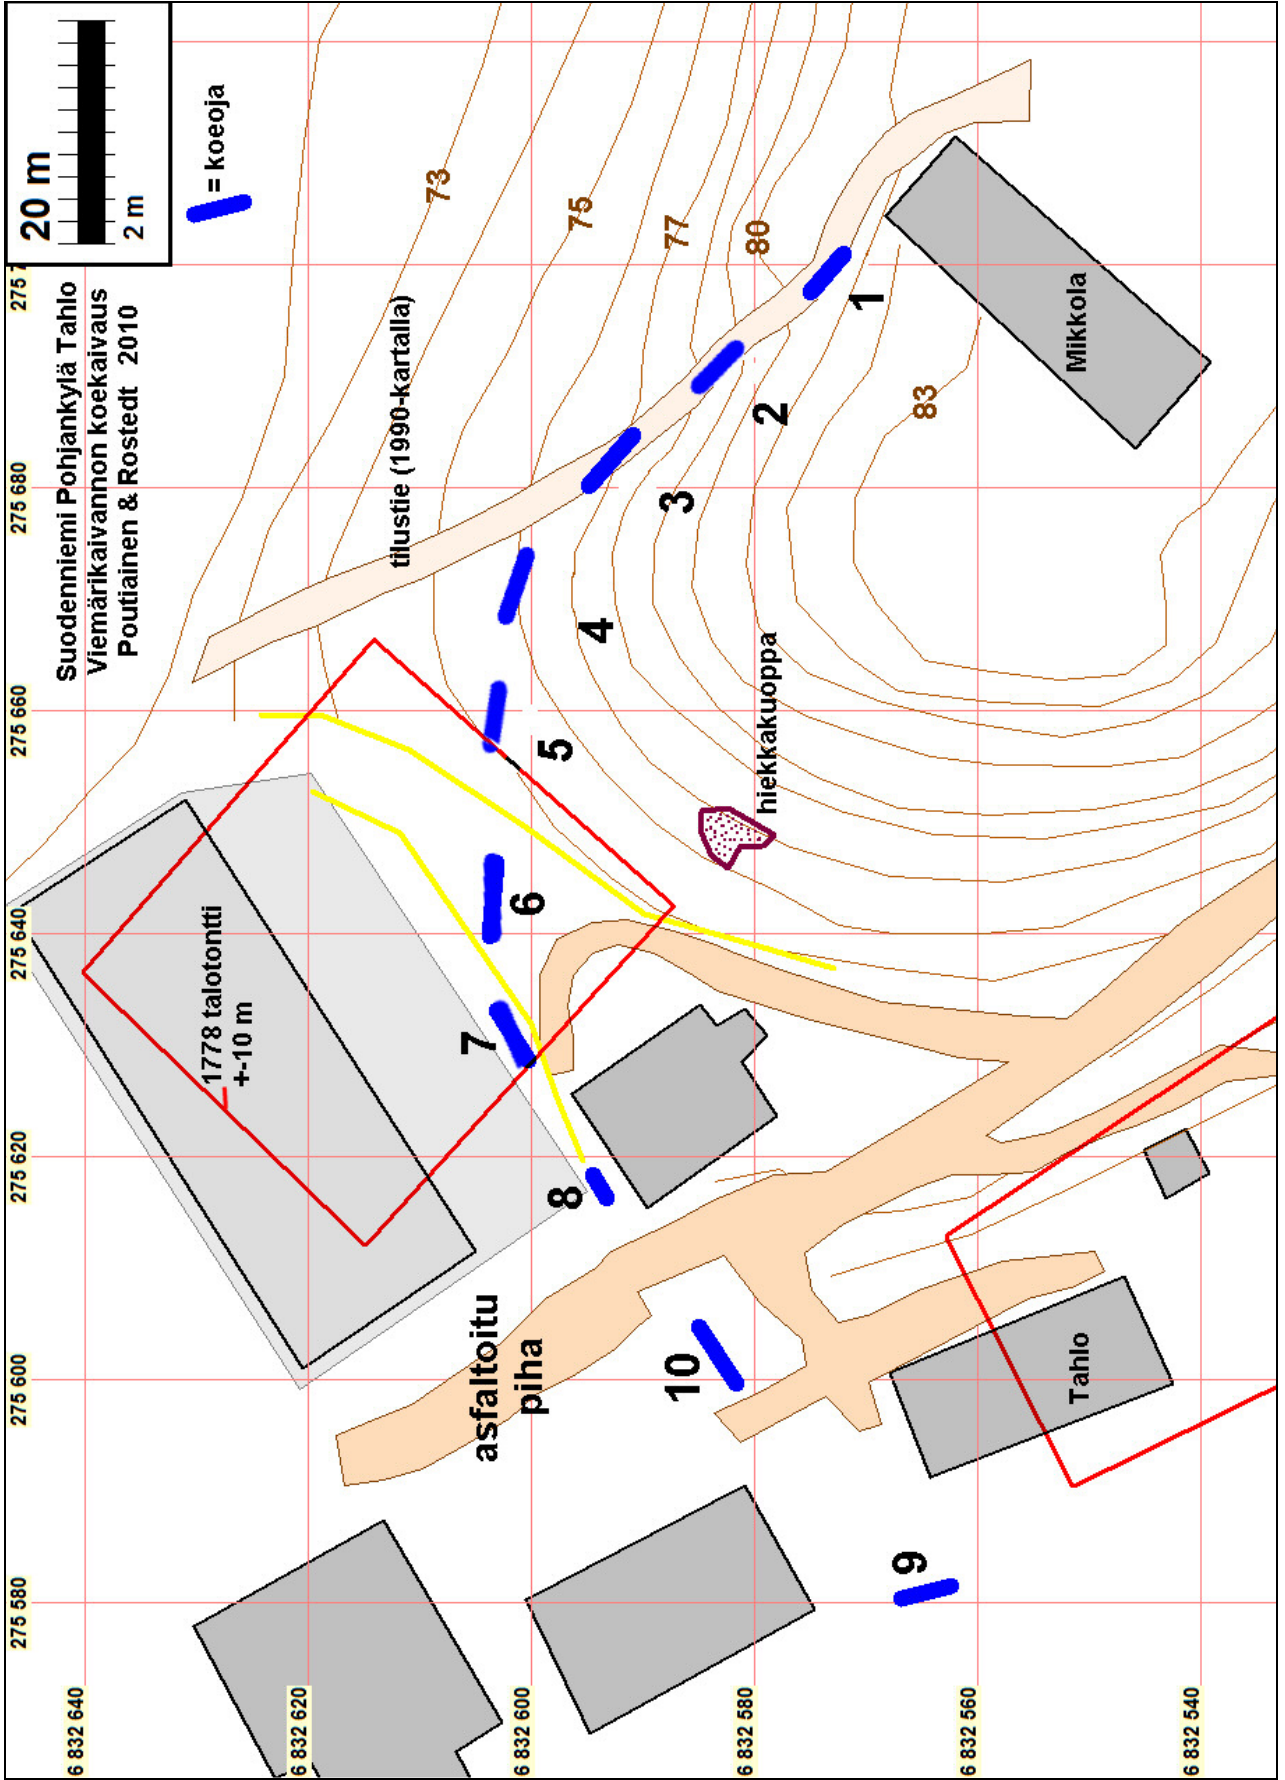 Suodenniemi Pohjankylä Tahlo
Viemärikaivannon koekaivaus
Poutiainen & Rostedt 2010
20 m
2 m
= koeoja
tilustie (1990-kartalla)
73
75
77
80
83
1778 talotontti
+-10 m
1
2
3
4
5
6
7
8
9
10
hiekkakuoppa
Mikkola
asfaltoitu
piha
Tahlo
275 580
275 600
275 620
275 640
275 660
275 680
275 7
6 832 640
6 832 620
6 832 600
6 832 580
6 832 560
6 832 540